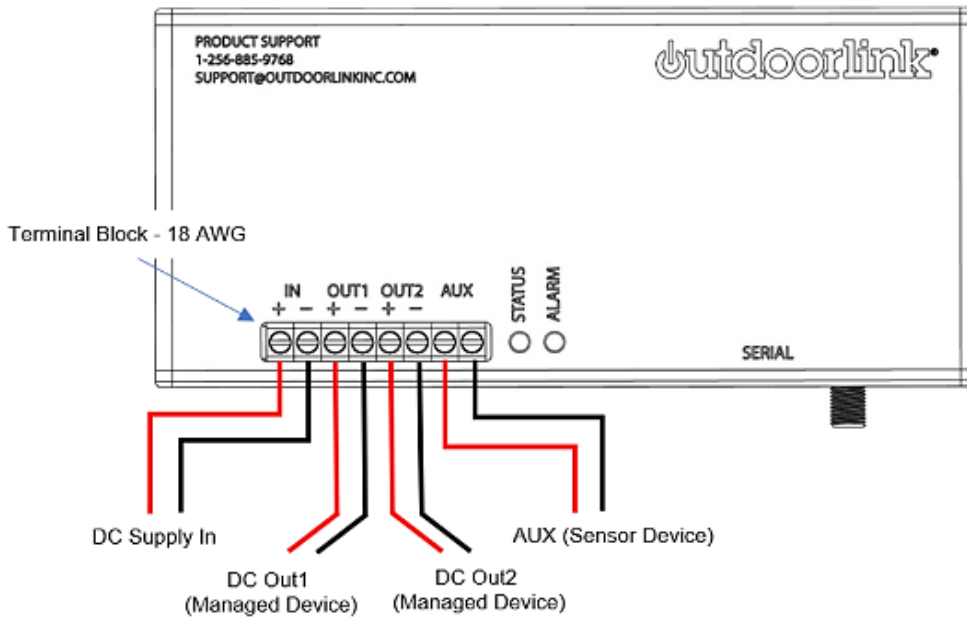 PRODUCT SUPPORT
1-256-885-9768
SUPPORT@OUTDOORLINKINC.COM
outdoorlink®
Terminal Block - 18 AWG
IN OUT1 OUT2 AUX
+ − + − + −
STATUS
ALARM
SERIAL
DC Supply In
AUX (Sensor Device)
DC Out1
(Managed Device)
DC Out2
(Managed Device)